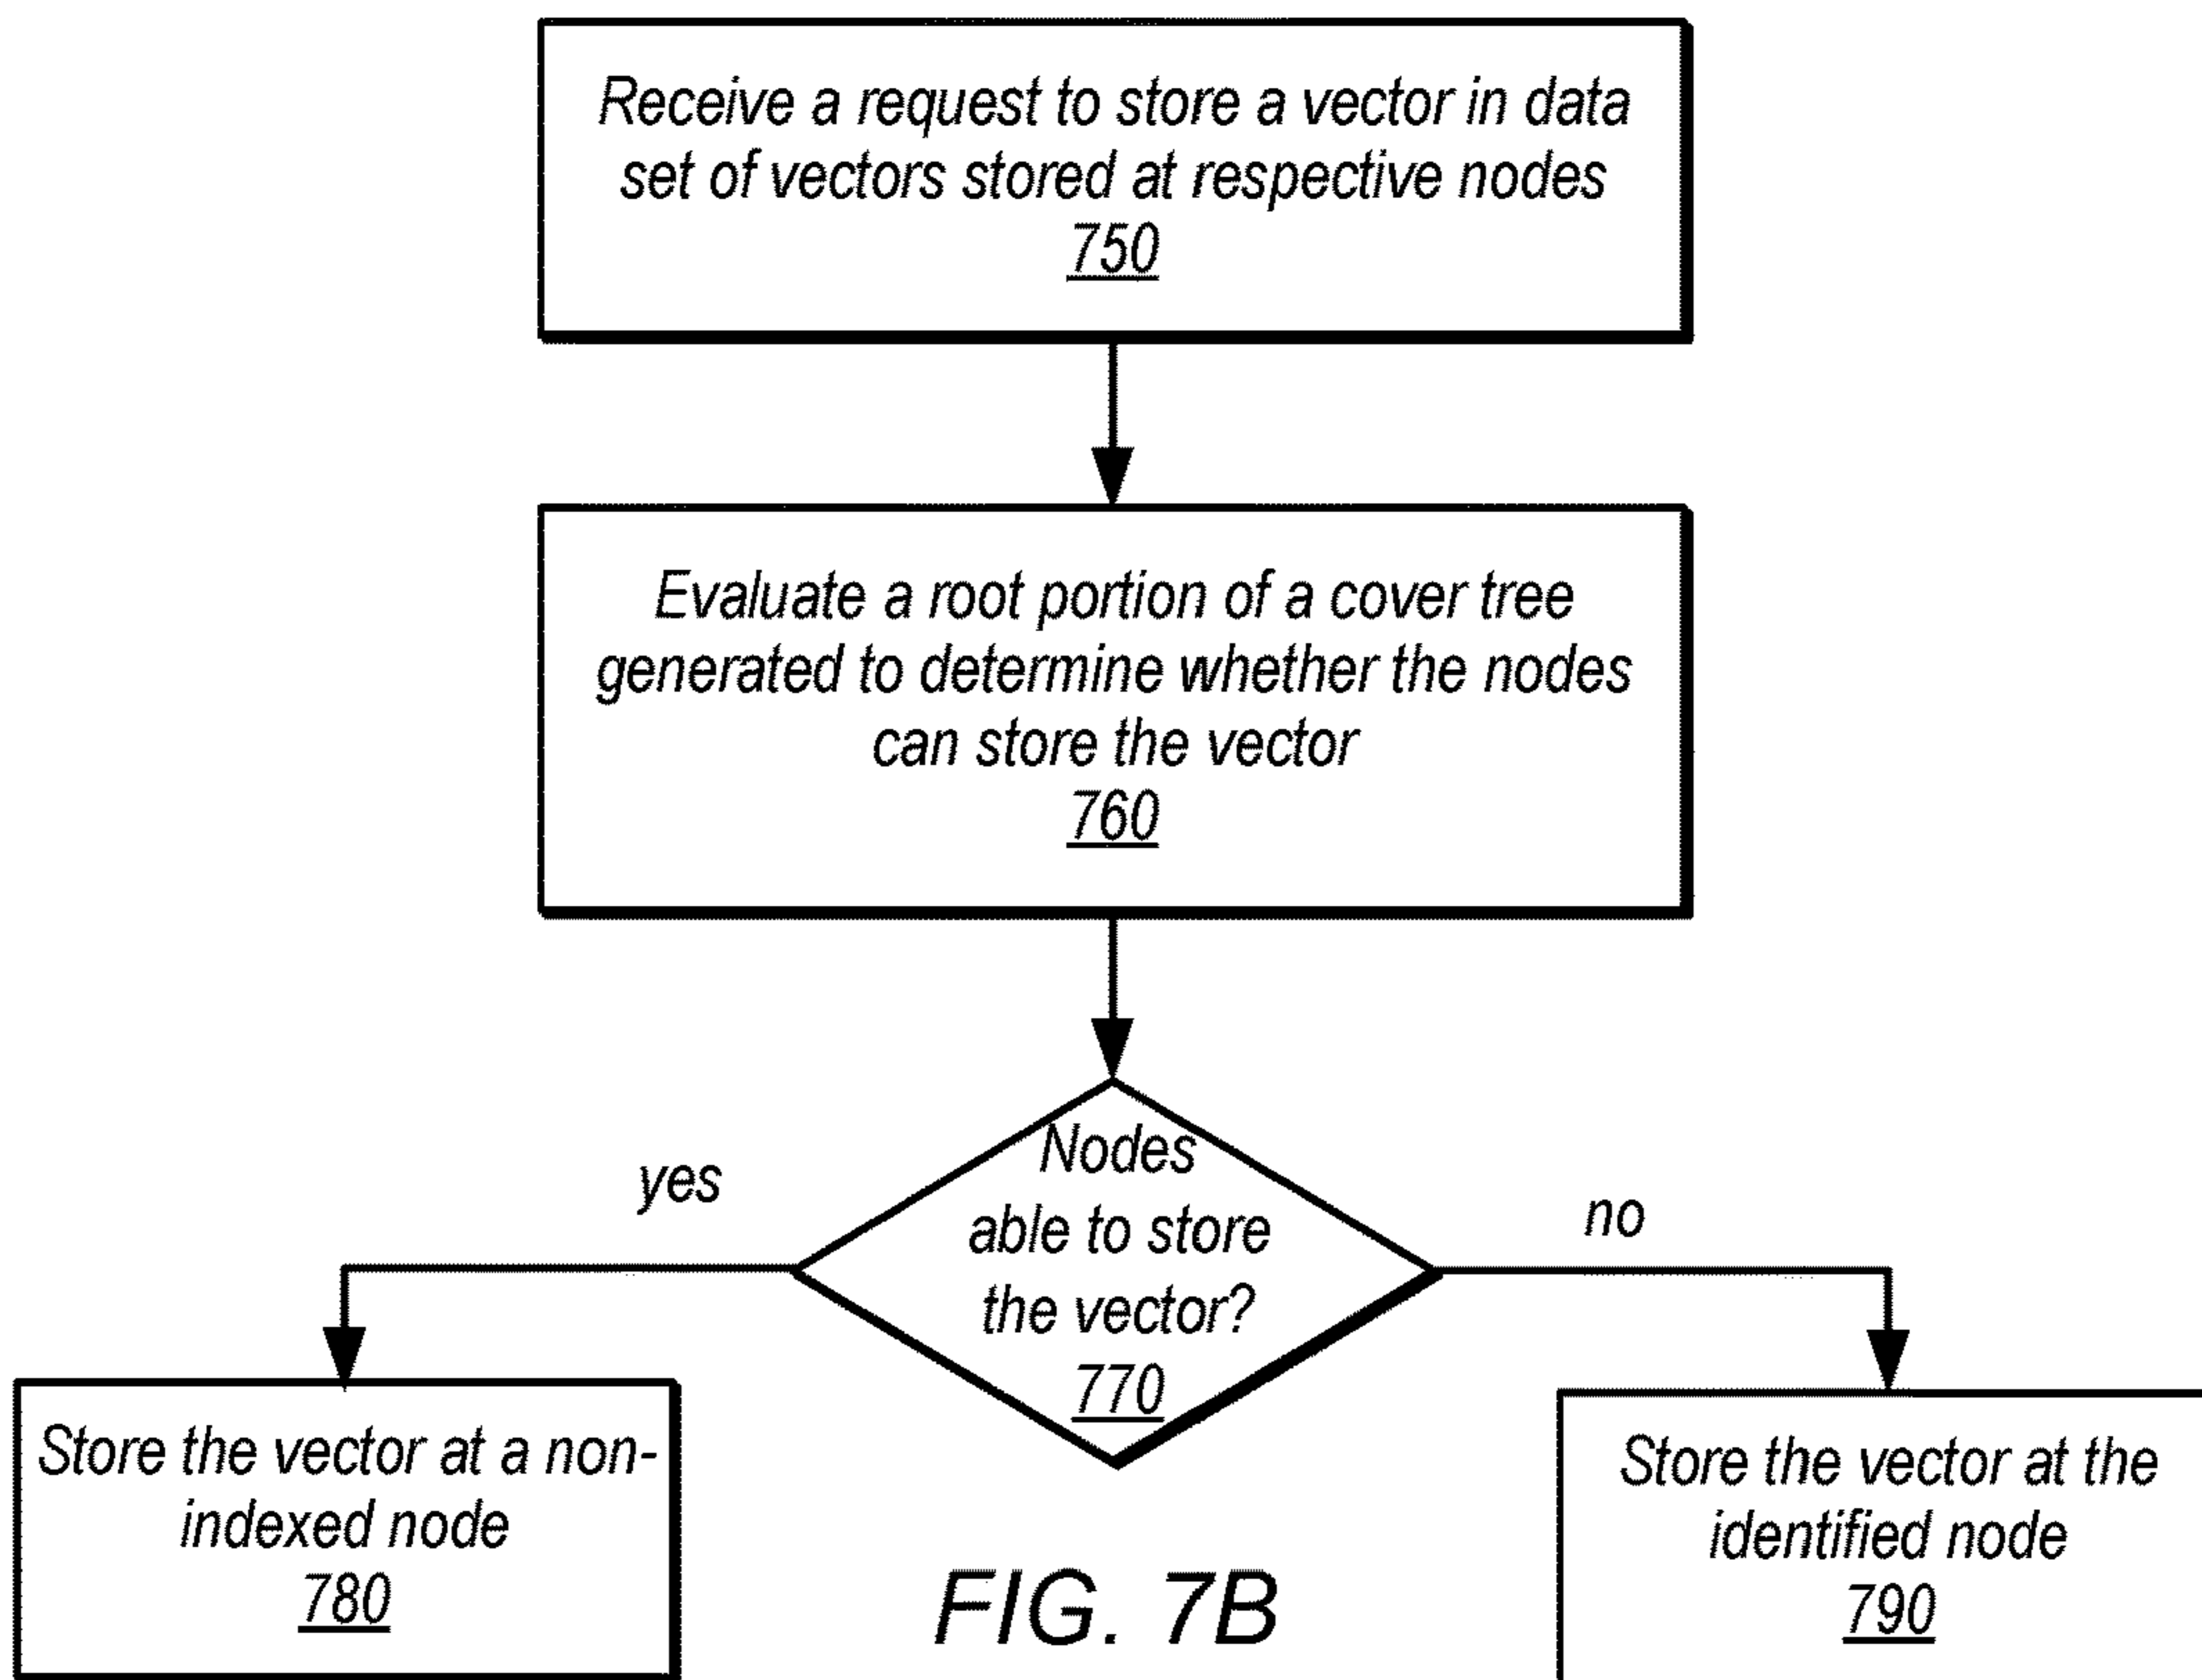 Receive a request to store a vector in data
set of vectors stored at respective nodes
750
Evaluate a root portion of a cover tree
generated to determine whether the nodes
can store the vector
760
Nodes
able to store
the vector?
770
yes
no
Store the vector at a non-
indexed node
780
Store the vector at the
identified node
790
FIG. 7B